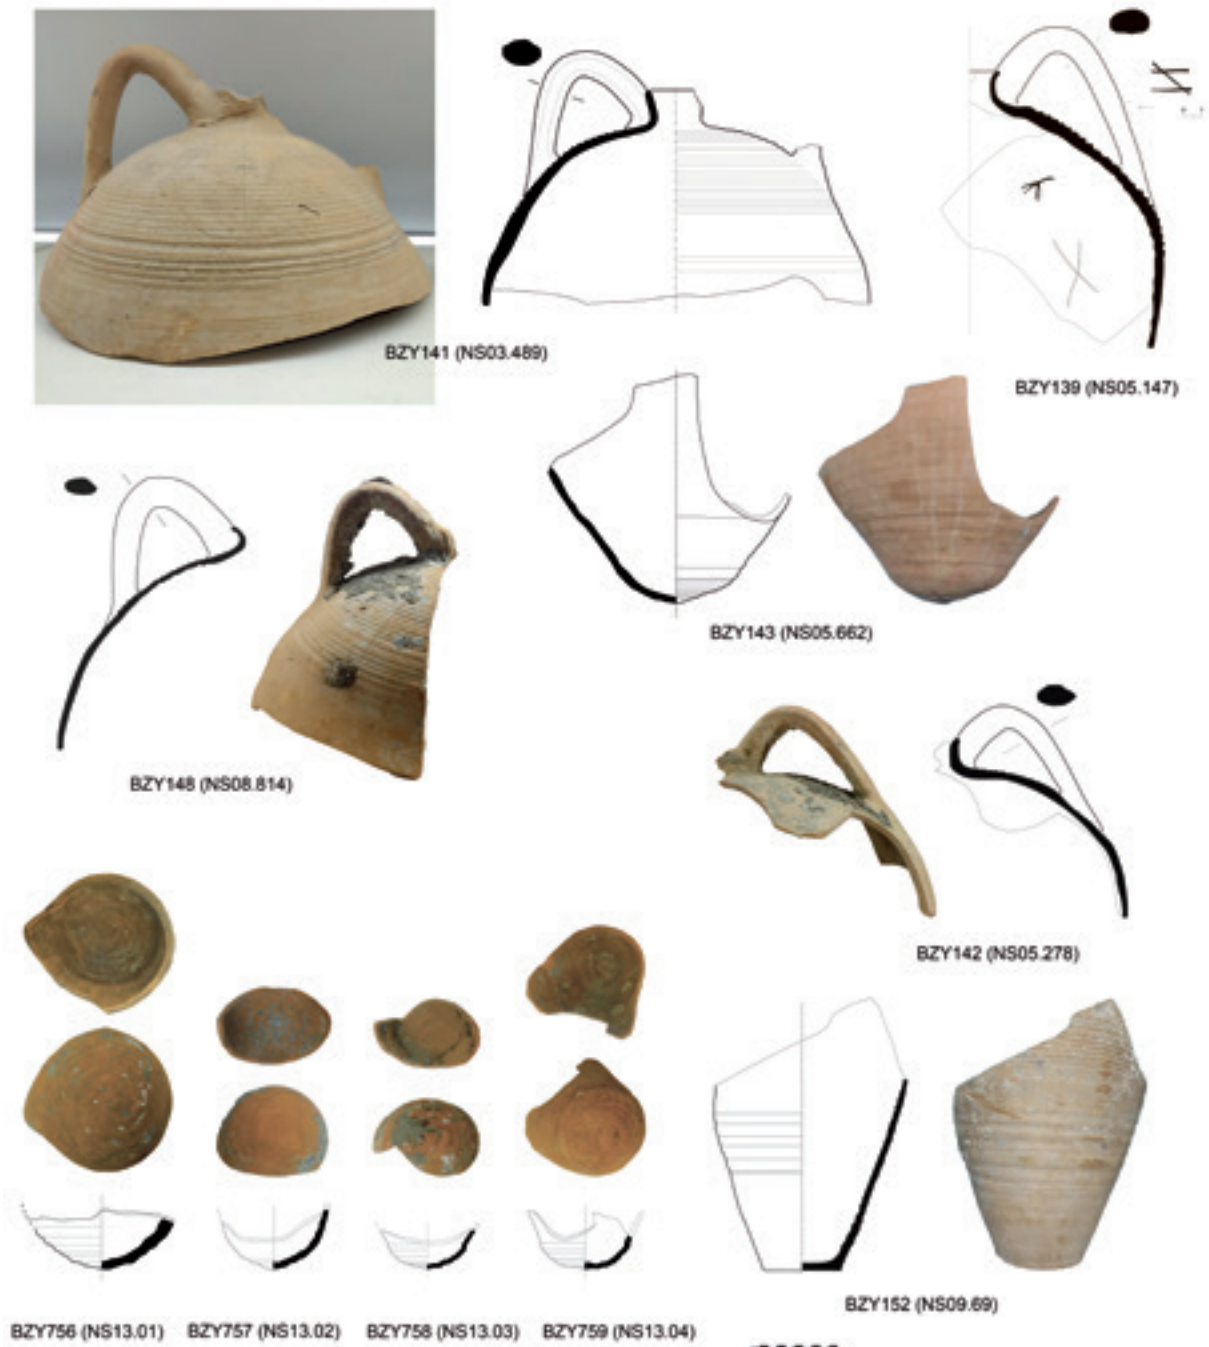 BZY141 (NS03.489)
BZY139 (NS05.147)
BZY143 (NS05.662)
BZY148 (NS08.814)
BZY142 (NS05.278)
BZY152 (NS09.69)
BZY756 (NS13.01) BZY757 (NS13.02) BZY758 (NS13.03) BZY759 (NS13.04)